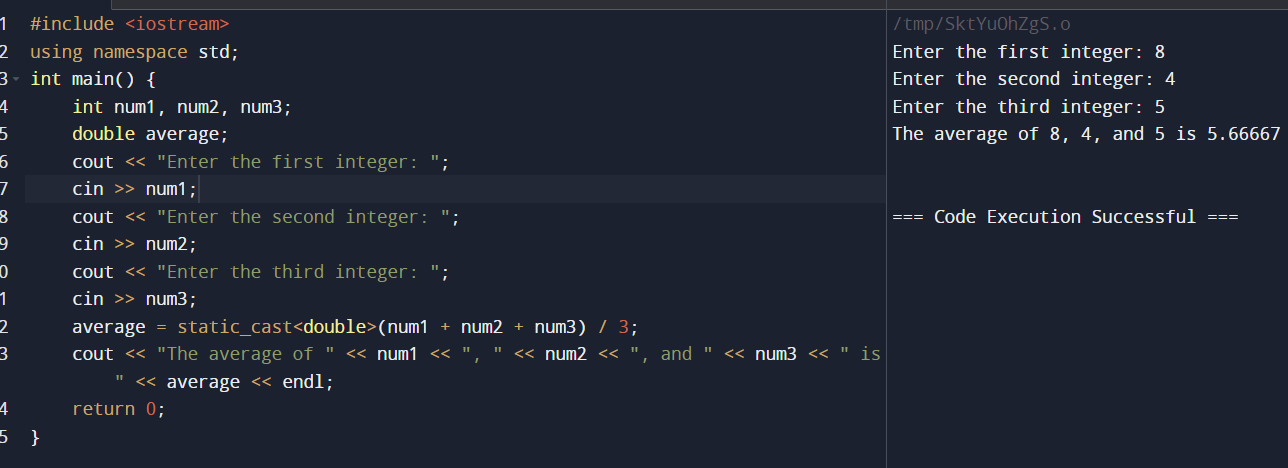 1 #include <iostream>
2 using namespace std;
3 int main() {
4     int num1, num2, num3;
5     double average;
6     cout << "Enter the first integer: ";
7     cin >> num1;
8     cout << "Enter the second integer: ";
9     cin >> num2;
0     cout << "Enter the third integer: ";
1     cin >> num3;
2     average = static_cast<double>(num1 + num2 + num3) / 3;
3     cout << "The average of " << num1 << ", " << num2 << ", and " << num3 << " is
        " << average << endl;
4     return 0;
5 }
/tmp/SktYuOhZgS.o
Enter the first integer: 8
Enter the second integer: 4
Enter the third integer: 5
The average of 8, 4, and 5 is 5.66667
=== Code Execution Successful ===